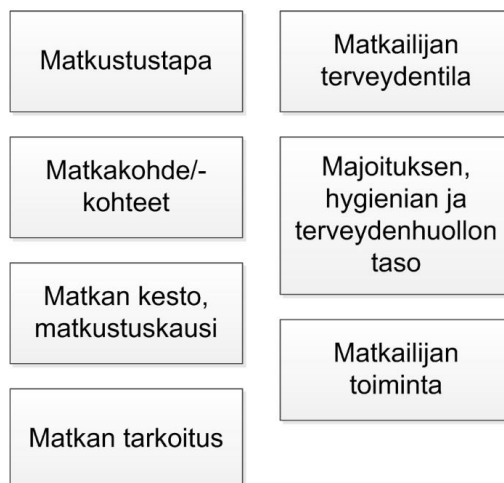 Matkustustapa
Matkakohde/-
kohteet
Matkan kesto,
matkustuskausi
Matkan tarkoitus
Matkailijan
terveydentila
Majoituksen,
hygienian ja
terveydenhuollon
taso
Matkailijan
toiminta